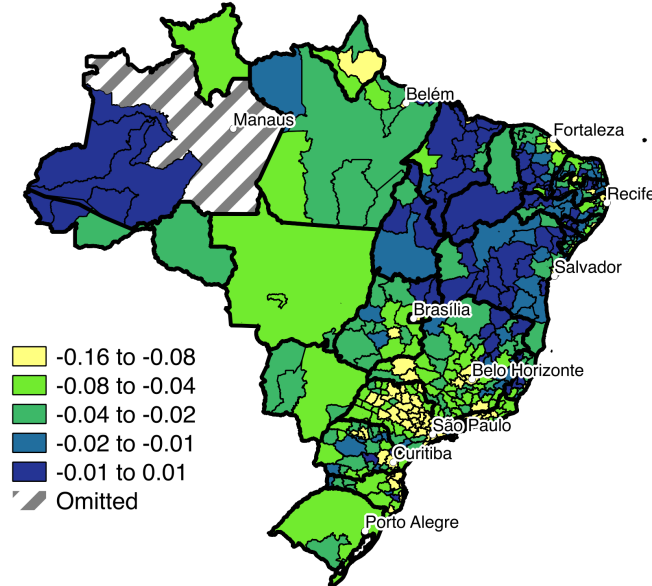 Belém
Manaus
Fortaleza
Recife
Salvador
Brasília
-0.16 to -0.08
Belo Horizonte
-0.08 to -0.04
-0.04 to -0.02
São Paulo
-0.02 to -0.01
Curitiba
-0.01 to 0.01
Omitted
Porto Alegre